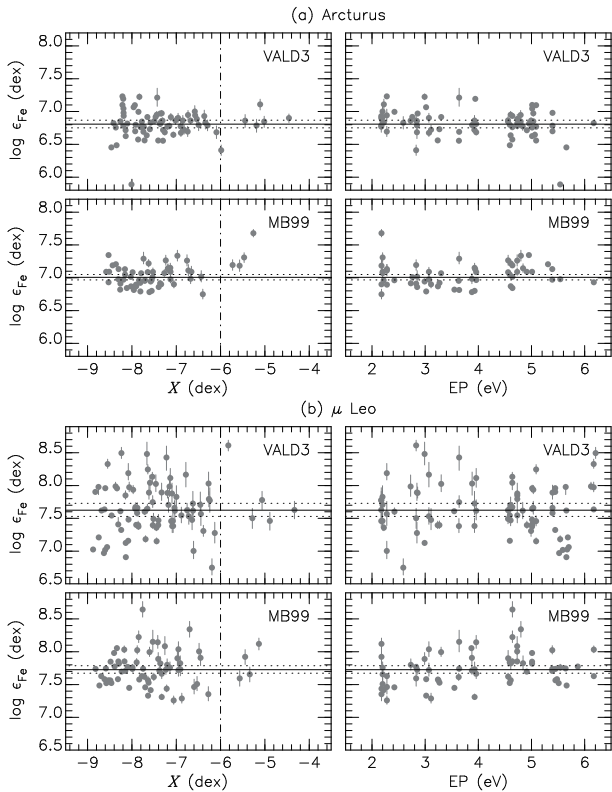 (a) Arcturus
log ϵFe (dex)
8.0
7.5
7.0
6.5
6.0
VALD3
VALD3
log ϵFe (dex)
8.0
7.5
7.0
6.5
6.0
MB99
MB99
−9 −8 −7 −6 −5 −4
2 3 4 5 6
X (dex)
EP (eV)
(b) μ Leo
log ϵFe (dex)
8.5
8.0
7.5
7.0
6.5
VALD3
VALD3
log ϵFe (dex)
8.5
8.0
7.5
7.0
6.5
MB99
MB99
−9 −8 −7 −6 −5 −4
2 3 4 5 6
X (dex)
EP (eV)